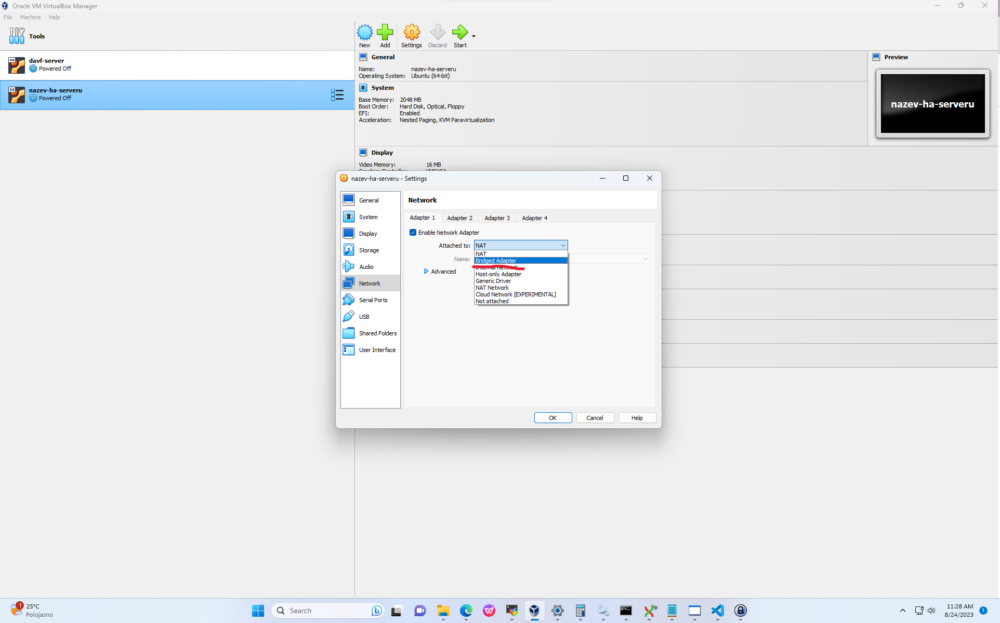 Oracle VM VirtualBox Manager
File Machine Help
Tools
New Add Settings Discard Start
64
davf-server
Powered Off
64
nazev-ha-serveru
Powered Off
General
Name: nazev-ha-serveru
Operating System: Ubuntu (64-bit)
Preview
nazev-ha-serveru
System
Base Memory: 2048 MB
Boot Order: Hard Disk, Optical, Floppy
EFI: Enabled
Acceleration: Nested Paging, KVM Paravirtualization
Display
Video Memory: 16 MB
nazev-ha-serveru - Settings
General
System
Display
Storage
Audio
Network
Serial Ports
USB
Shared Folders
User Interface
Network
Adapter 1 Adapter 2 Adapter 3 Adapter 4
Enable Network Adapter
Attached to: NAT
Name:
Advanced
NAT
Bridged Adapter
Internal Network
Host-only Adapter
Generic Driver
NAT Network
Cloud Network [EXPERIMENTAL]
Not attached
OK Cancel Help
1
25°C
Polojasno
Search
11:28 AM
8/24/2023
1